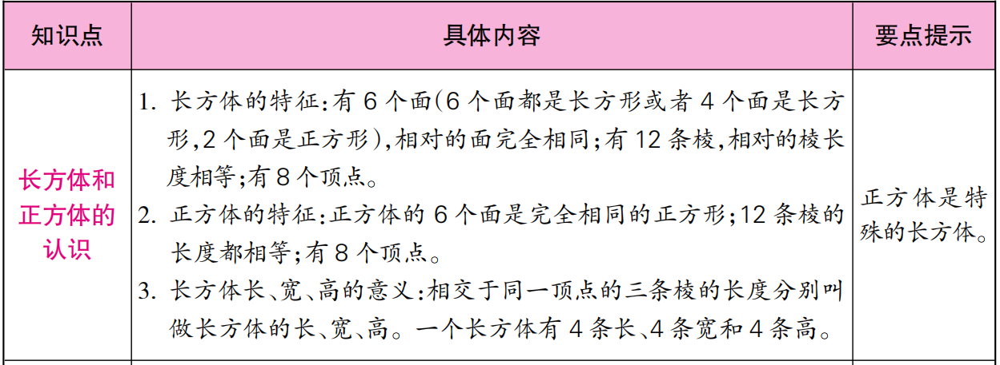 知识点
具体内容
要点提示
长方体和
正方体的
认识
1. 长方体的特征:有 6 个面(6 个面都是长方形或者 4 个面是长方
形,2 个面是正方形),相对的面完全相同;有 12 条棱,相对的棱长
度相等;有 8 个顶点。
2. 正方体的特征:正方体的 6 个面是完全相同的正方形;12 条棱的
长度都相等;有 8 个顶点。
3. 长方体长、宽、高的意义:相交于同一顶点的三条棱的长度分别叫
做长方体的长、宽、高。一个长方体有 4 条长、4 条宽和 4 条高。
正方体是特
殊的长方体。